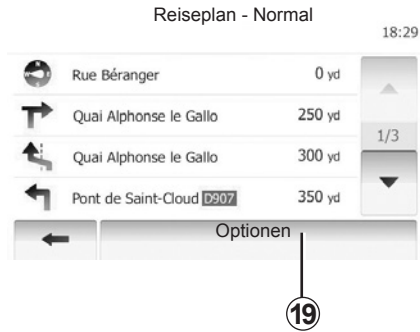 Reiseplan - Normal
18:29
Rue Béranger 0 yd
Quai Alphonse le Gallo 250 yd
1/3
Quai Alphonse le Gallo 300 yd
Pont de Saint-Cloud D907 350 yd
Optionen
19